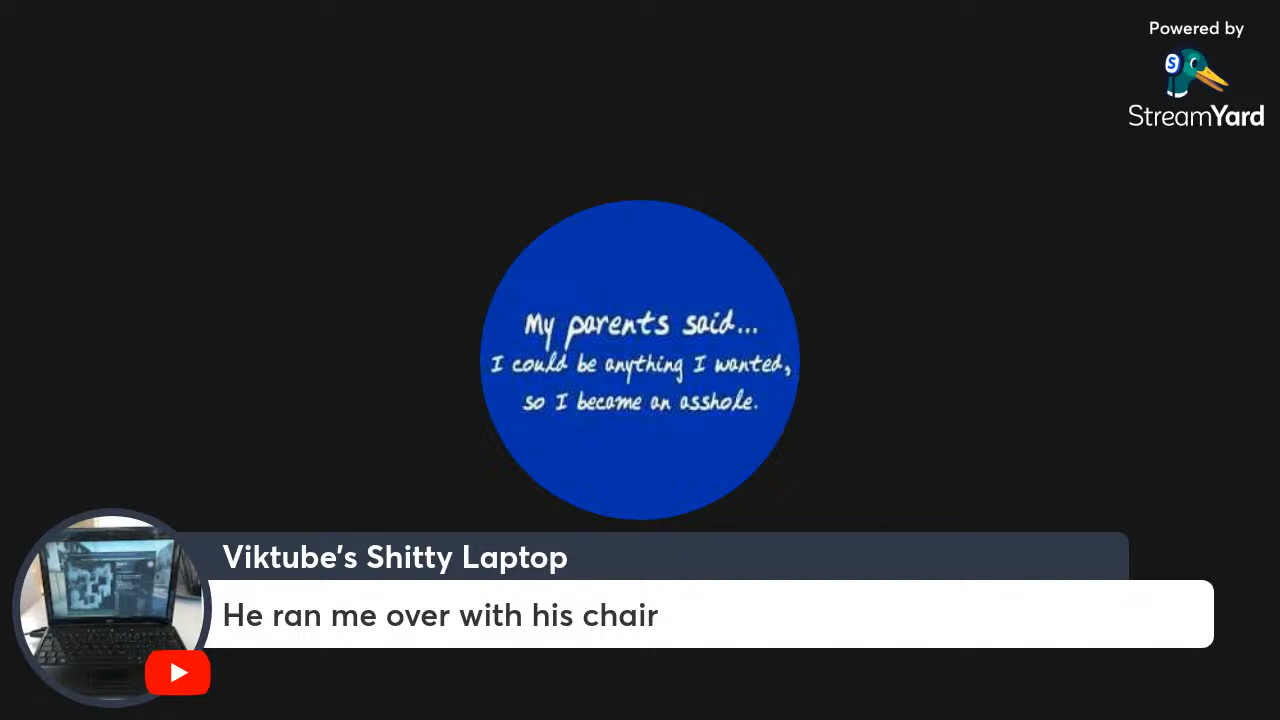 Powered by
S
StreamYard
My parents said...
I could be anything I wanted,
so I became an asshole.
Viktube's Shitty Laptop
He ran me over with his chair